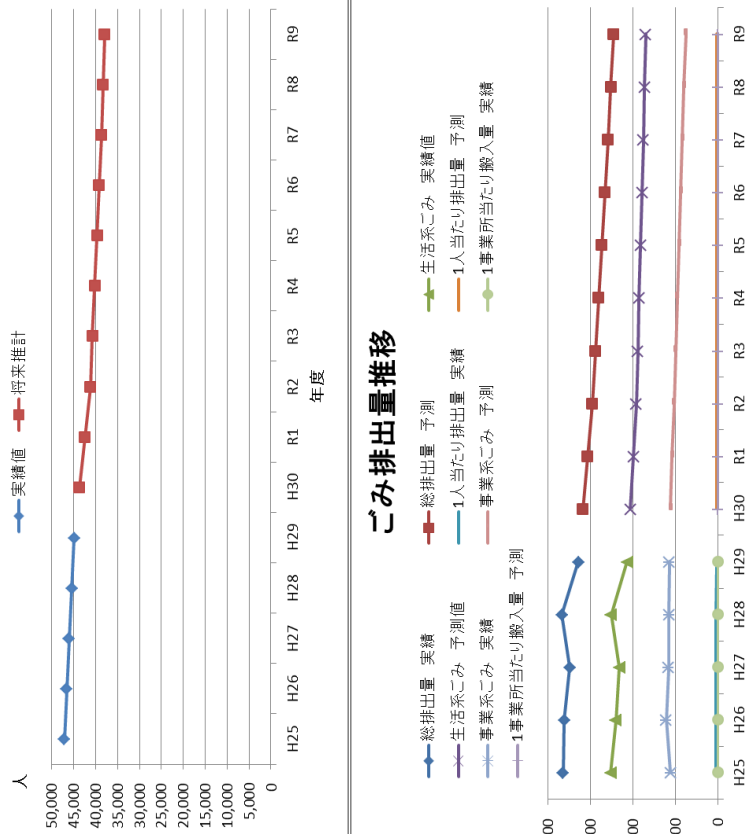 実績値
将来推計
人
50,000
45,000
40,000
35,000
30,000
25,000
20,000
15,000
10,000
5,000
0
H25
H26
H27
H28
H29
H30
R1
R2
R3
R4
R5
R6
R7
R8
R9
年度
ごみ排出量推移
総排出量 実績
総排出量 予測
生活系ごみ 実績値
生活系ごみ 予測値
1人当たり排出量 実績
1人当たり排出量 予測
事業系ごみ 実績
事業系ごみ 予測
1事業所当たり搬入量 実績
1事業所当たり搬入量 予測
00
00
00
00
0
H25
H26
H27
H28
H29
H30
R1
R2
R3
R4
R5
R6
R7
R8
R9